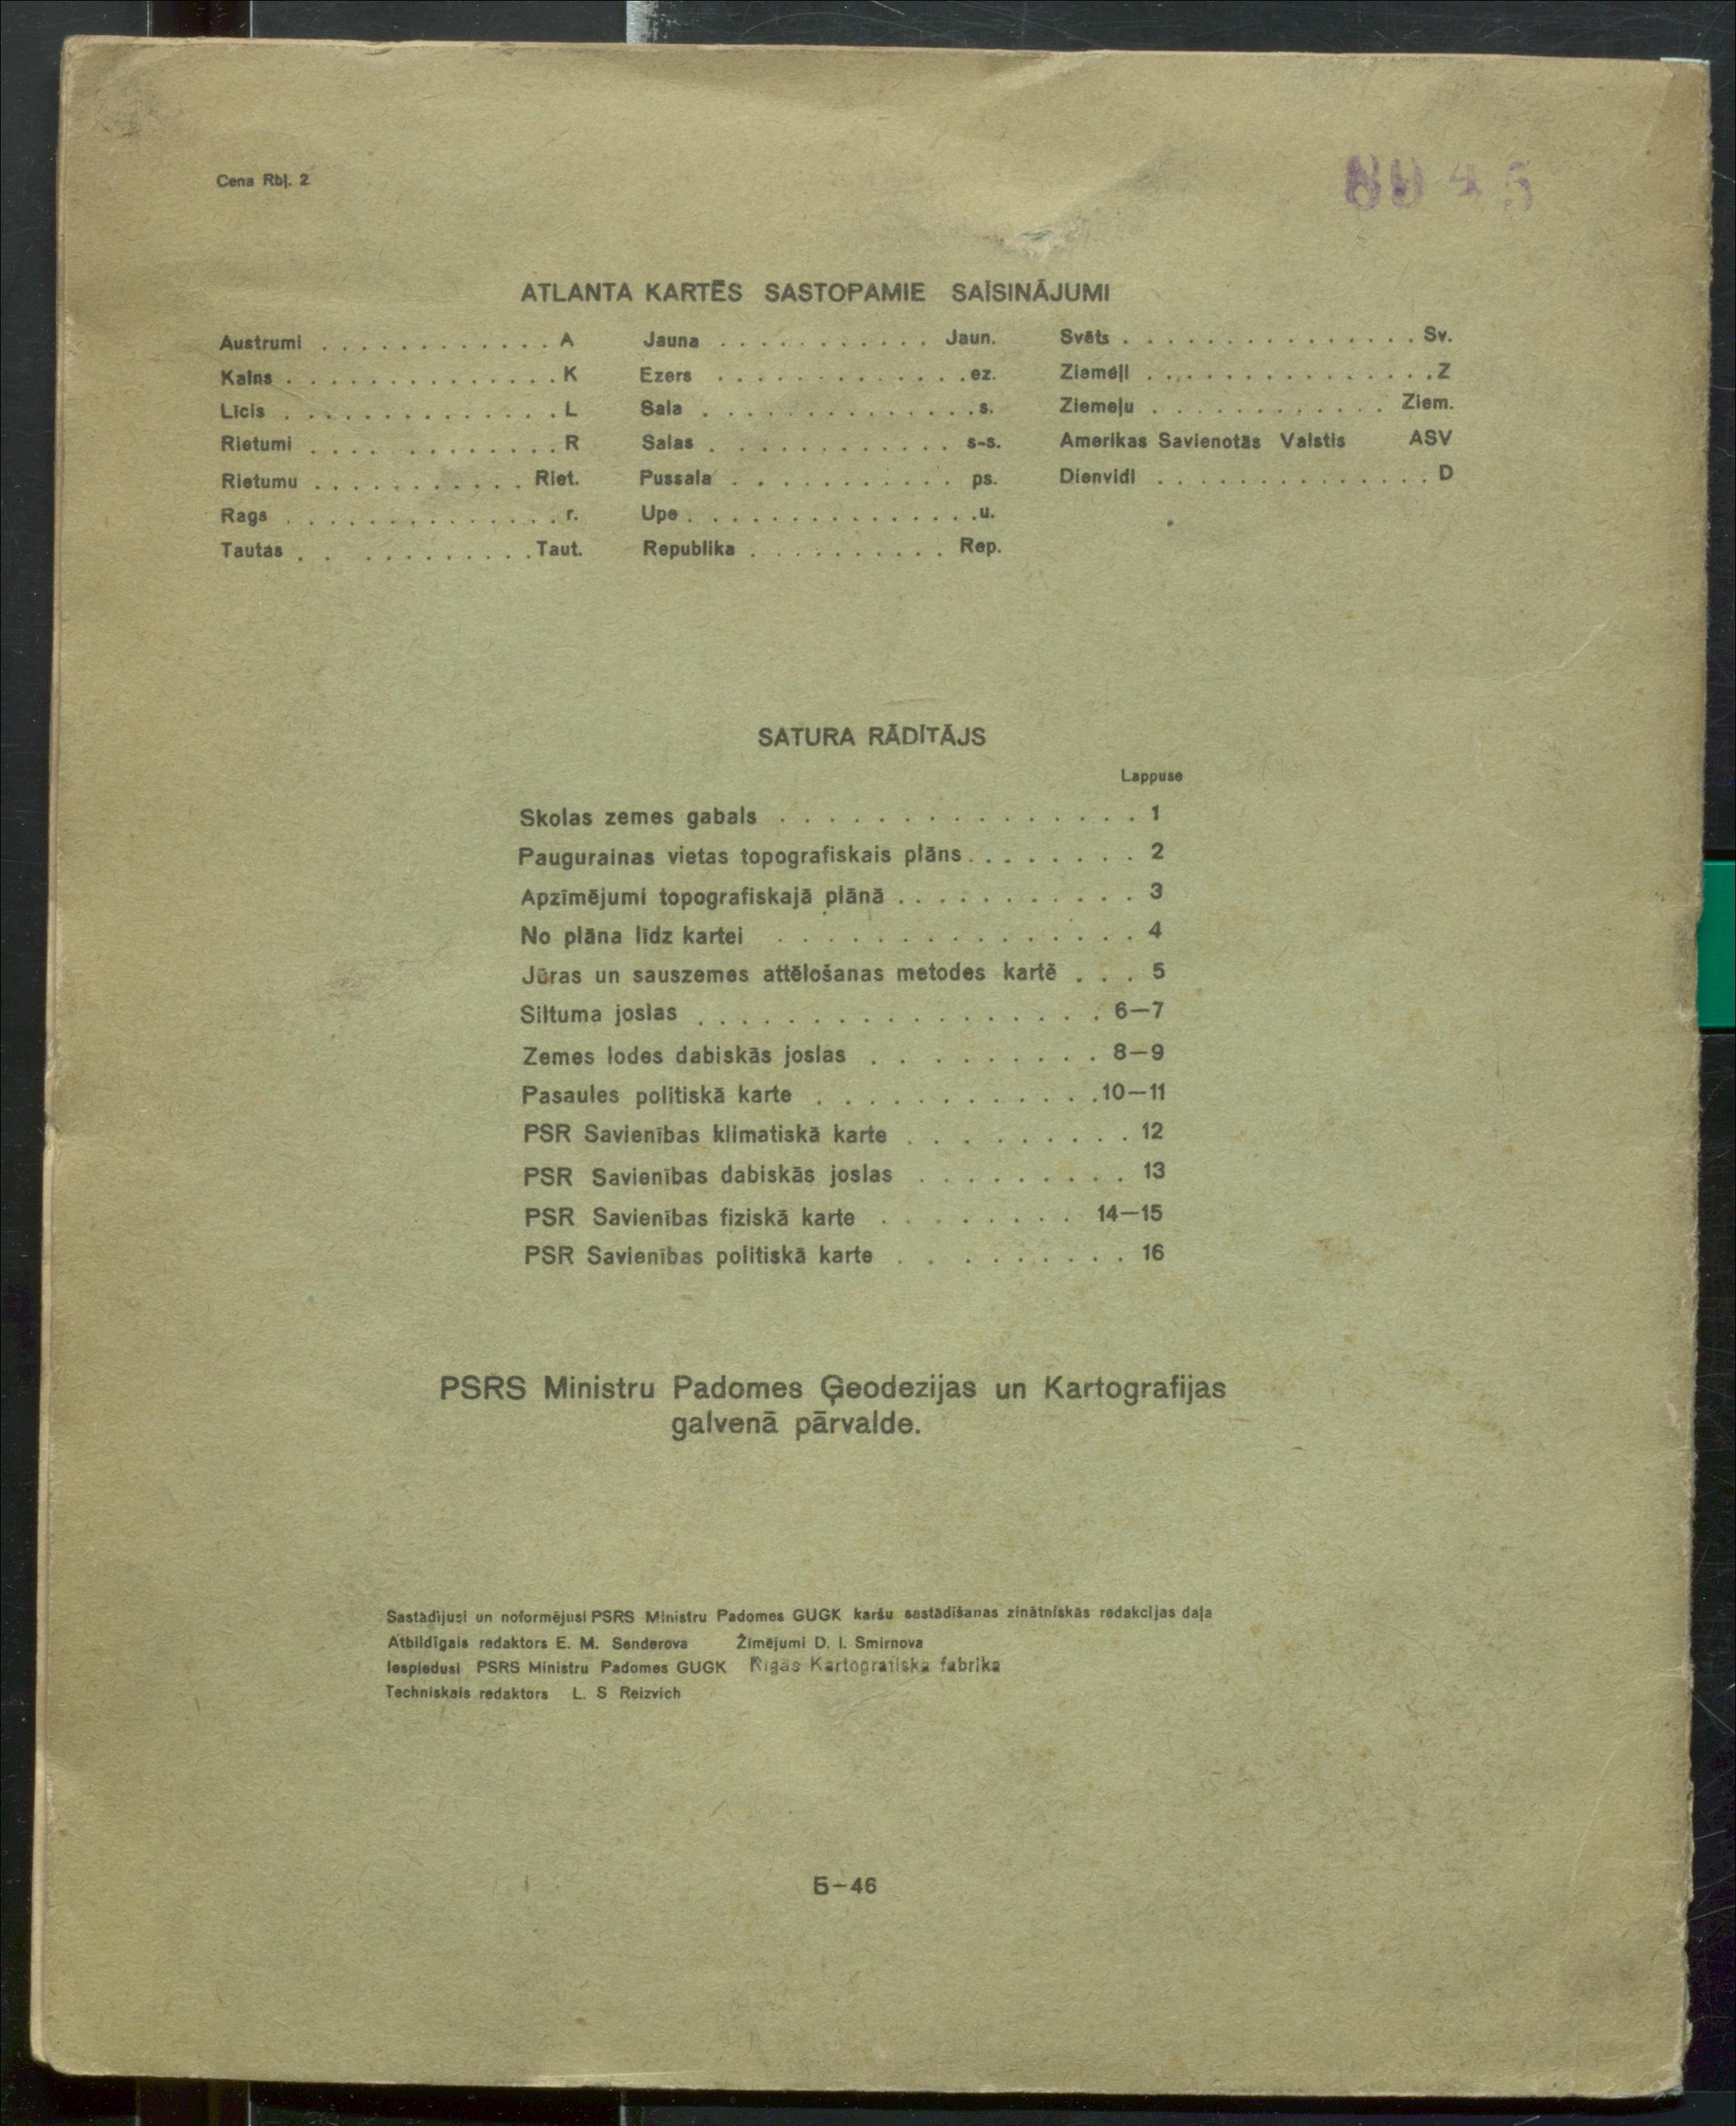 Cena Rbļ. 2
ATLANTA KARTĒS SASTOPAMIE SAĪSINĀJUMI
Austrumi . . . . . . . . . . . . A
Kalns . . . . . . . . . . . . . . K
Līcis . . . . . . . . . . . . . . L
Rietumi . . . . . . . . . . . . R
Rietumu . . . . . . . . . . . Riet.
Rags . . . . . . . . . . . . . . r.
Tautas . . . . . . . . . . . Taut.
Jauna . . . . . . . . . . . Jaun.
Ezers . . . . . . . . . . . . . ez.
Sala . . . . . . . . . . . . . . s.
Salas . . . . . . . . . . . . s-s.
Pussala . . . . . . . . . . . ps.
Upe . . . . . . . . . . . . . . u.
Republika . . . . . . . . . . Rep.
Svēts . . . . . . . . . . . . . . . Sv.
Ziemeļi . . . . . . . . . . . . . . Z
Ziemeļu . . . . . . . . . . . . Ziem.
Amerikas Savienotās Valstis ASV
Dienvidi . . . . . . . . . . . . . . D
SATURA RĀDĪTĀJS
Lappuse
Skolas zemes gabals . . . . . . . . . . . . . . . 1
Paugurainas vietas topografiskais plāns . . . . . . . . 2
Apzīmējumi topografiskajā plānā . . . . . . . . . . . 3
No plāna līdz kartei . . . . . . . . . . . . . . . 4
Jūras un sauszemes attēlošanas metodes kartē . . . 5
Siltuma joslas . . . . . . . . . . . . . . . . . 6—7
Zemes lodes dabiskās joslas . . . . . . . . . . 8—9
Pasaules politiskā karte . . . . . . . . . . . . . 10—11
PSR Savienības klimatiskā karte . . . . . . . . . . 12
PSR Savienības dabiskās joslas . . . . . . . . . 13
PSR Savienības fiziskā karte . . . . . . . . . 14—15
PSR Savienības politiskā karte . . . . . . . . . . 16
PSRS Ministru Padomes Ģeodezijas un Kartografijas
galvenā pārvalde.
Sastādījusi un noformējusi PSRS Ministru Padomes GUGK karšu sastādīšanas zinātniskās redakcijas daļa
Atbildīgais redaktors E. M. Senderova Žīmējumi D. I. Smirnova
Iespiedusi PSRS Ministru Padomes GUGK Rīgas Kartografiska fabrika
Techniskais redaktors L. S Reizvich
Б—46